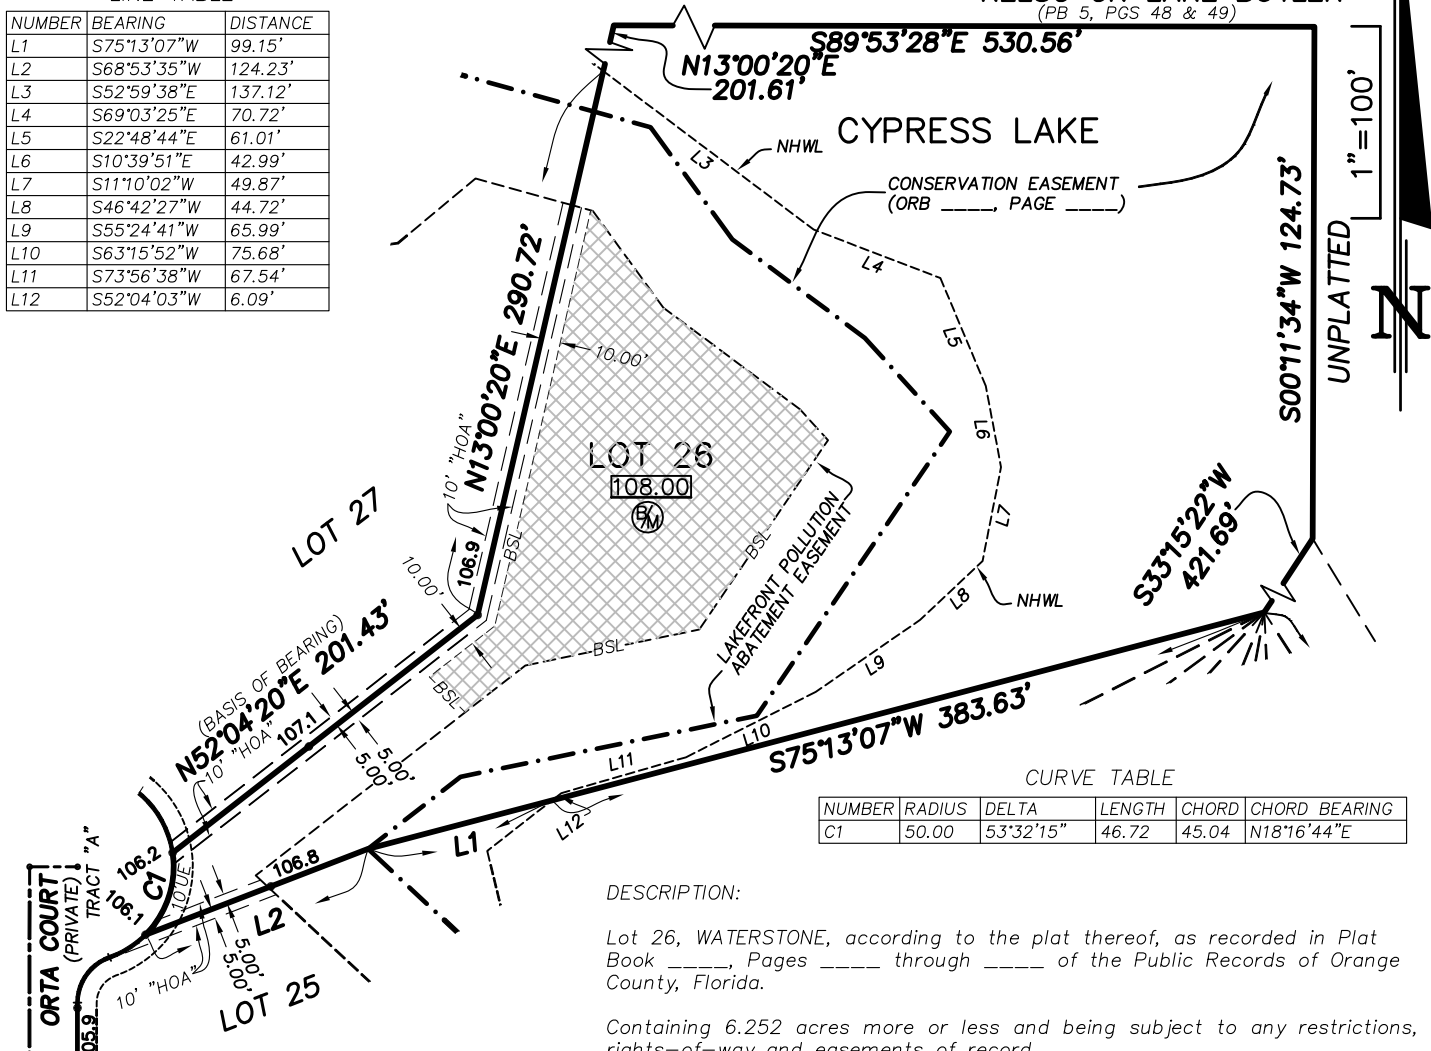 NUMBER BEARING DISTANCE
L1 S75°13'07"W 99.15'
L2 S68°53'35"W 124.23'
L3 S52°59'38"E 137.12'
L4 S69°03'25"E 70.72'
L5 S22°48'44"E 61.01'
L6 S10°39'51"E 42.99'
L7 S11°10'02"W 49.87'
L8 S46°42'27"W 44.72'
L9 S55°24'41"W 65.99'
L10 S63°15'52"W 75.68'
L11 S73°56'38"W 67.54'
L12 S52°04'03"W 6.09'
(PB 5, PGS 48 & 49)
S89°53'28"E 530.56'
N13°00'20"E
201.61'
CYPRESS LAKE
NHWL
L3
CONSERVATION EASEMENT
(ORB ____, PAGE ____)
1"=100'
S00°11'34"W 124.73'
UNPLATTED
N
L4
L5
L6
L7
L8
L9
L10
L11
L12
N13°00'20"E 290.72'
10' "HOA"
10.00'
LOT 26
108.00
B/M
BSL
BSL
BSL
BSL
LAKEFRONT POLLUTION
ABATEMENT EASEMENT
NHWL
S33°15'22"W
421.69'
LOT 27
106.9
10.00'
(BASIS OF BEARING)
N52°04'20"E 201.43'
10' "HOA"
107.1
5.00'
5.00'
S75°13'07"W 383.63'
CURVE TABLE
NUMBER RADIUS DELTA LENGTH CHORD CHORD BEARING
C1 50.00 53°32'15" 46.72 45.04 N18°16'44"E
L1
106.8
L2
106.2
C1
106.1
10'UE
5.00'
5.00'
10' "HOA"
LOT 25
ORTA COURT
(PRIVATE)
TRACT "A"
05.9
DESCRIPTION:
Lot 26, WATERSTONE, according to the plat thereof, as recorded in Plat
Book ____, Pages ____ through ____ of the Public Records of Orange
County, Florida.
Containing 6.252 acres more or less and being subject to any restrictions,
rights-of-way and easements of record.